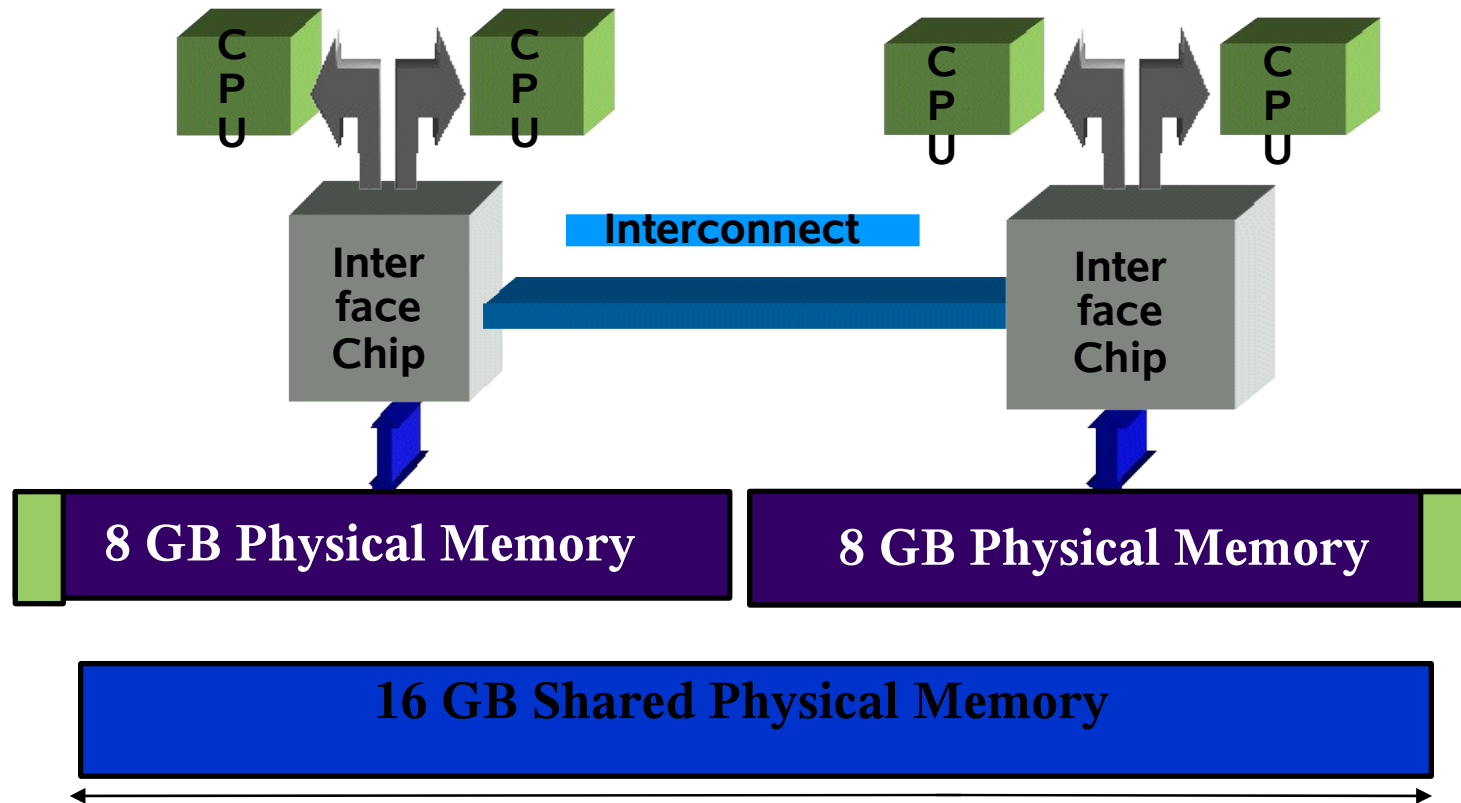 C
P
U
C
P
U
C
P
U
C
P
U
Interconnect
Inter
face
Chip
Inter
face
Chip
8 GB Physical Memory
8 GB Physical Memory
16 GB Shared Physical Memory